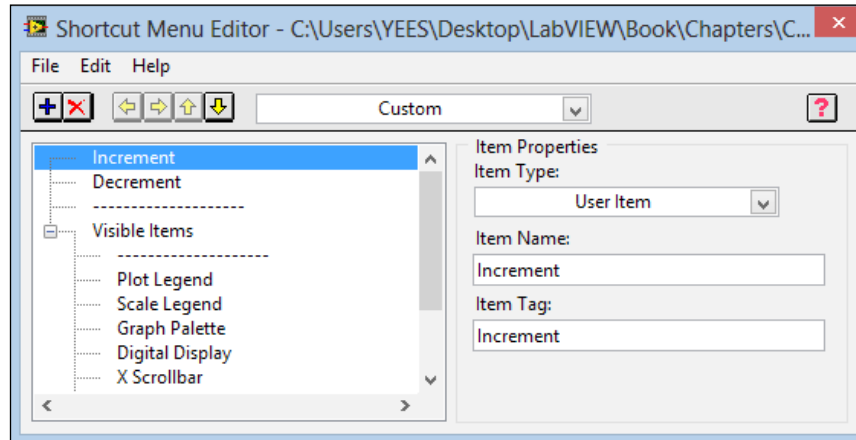 Shortcut Menu Editor - C:\Users\YEES\Desktop\LabVIEW\Book\Chapters\C...
File Edit Help
Custom
?
Increment
Decrement
--------------------
Visible Items
--------------------
Plot Legend
Scale Legend
Graph Palette
Digital Display
X Scrollbar
Item Properties
Item Type:
User Item
Item Name:
Increment
Item Tag:
Increment